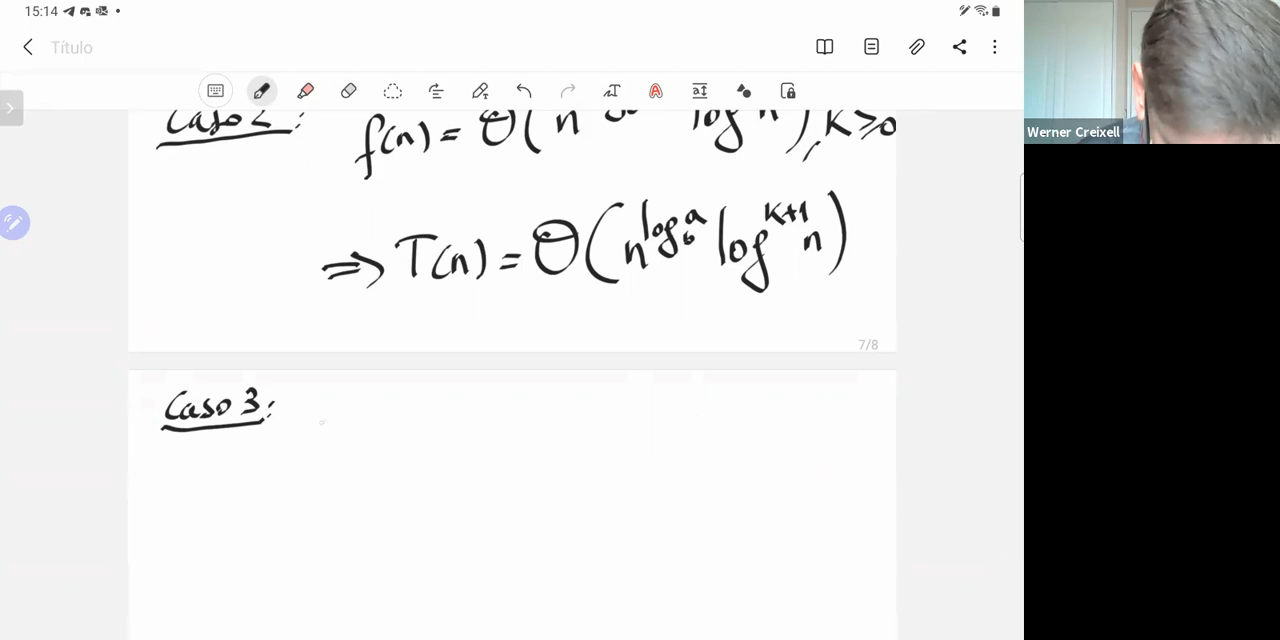 15:14
Título
Caso 2:
f(n) = Θ(n log n), K ≥ 0
⇒ T(n) = Θ(n^{log_b a} log^{K+1} n)
7/8
Caso 3:
Werner Creixell